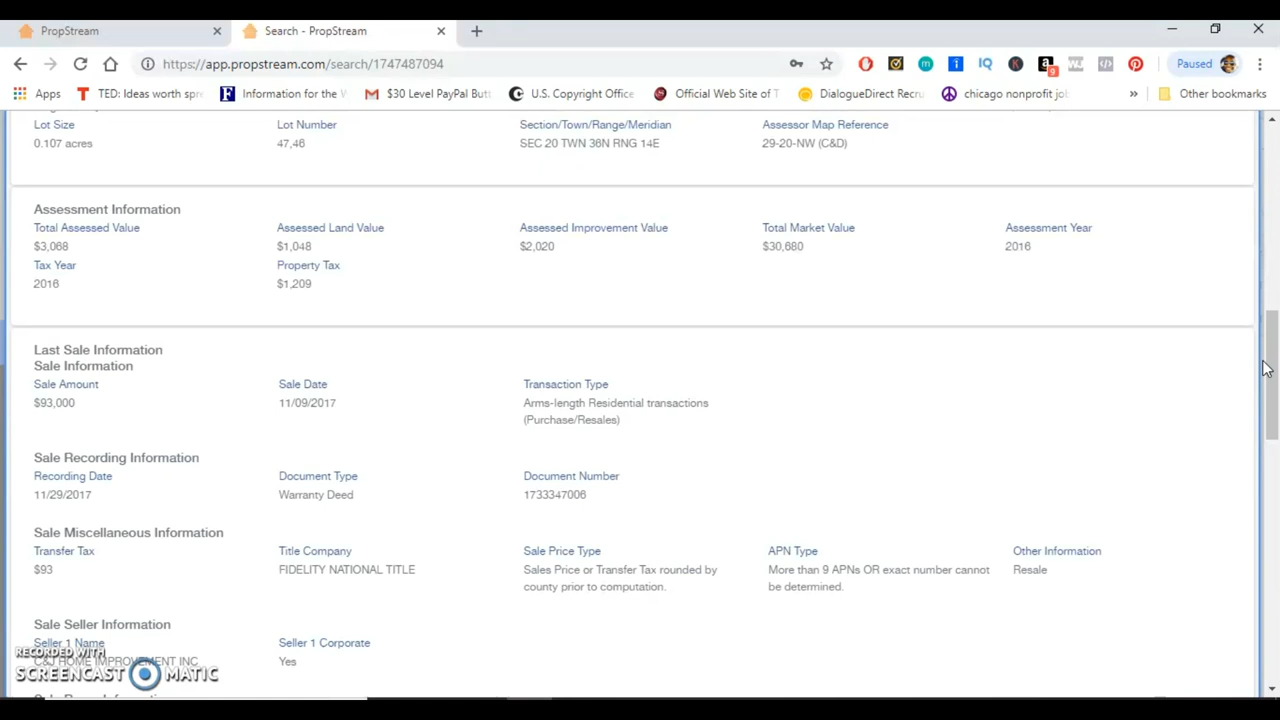 PropStream
Search - PropStream
https://app.propstream.com/search/1747487094
Paused
Apps
TED: Ideas worth spre
Information for the
$30 Level PayPal Butt
U.S. Copyright Office
Official Web Site of T
DialogueDirect Recru
chicago nonprofit job
»
Other bookmarks
Lot Size
Lot Number
Section/Town/Range/Meridian
Assessor Map Reference
0.107 acres
47,46
SEC 20 TWN 36N RNG 14E
29-20-NW (C&D)
Assessment Information
Total Assessed Value
Assessed Land Value
Assessed Improvement Value
Total Market Value
Assessment Year
$3,068
$1,048
$2,020
$30,680
2016
Tax Year
Property Tax
2016
$1,209
Last Sale Information
Sale Information
Sale Amount
Sale Date
Transaction Type
$93,000
11/09/2017
Arms-length Residential transactions
(Purchase/Resales)
Sale Recording Information
Recording Date
Document Type
Document Number
11/29/2017
Warranty Deed
1733347006
Sale Miscellaneous Information
Transfer Tax
Title Company
Sale Price Type
APN Type
Other Information
$93
FIDELITY NATIONAL TITLE
Sales Price or Transfer Tax rounded by
county prior to computation.
More than 9 APNs OR exact number cannot
be determined.
Resale
Sale Seller Information
Seller 1 Name
Seller 1 Corporate
C&J HOME IMPROVEMENT INC
Yes
RECORDED WITH
SCREENCAST MATIC